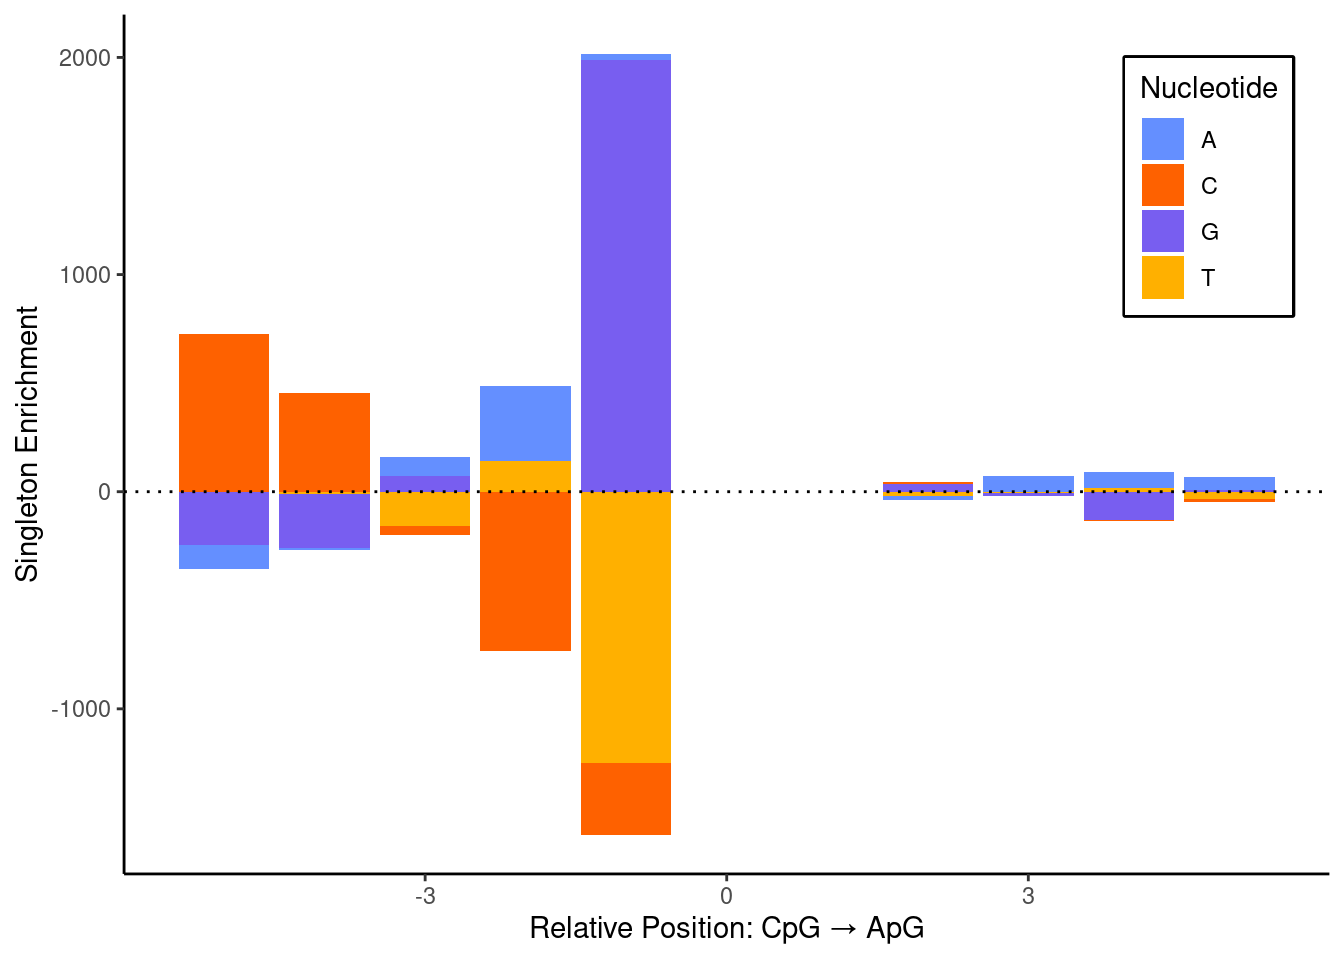 2000
1000
0
-1000
Singleton Enrichment
-3
0
3
Relative Position: CpG → ApG
Nucleotide
A
C
G
T